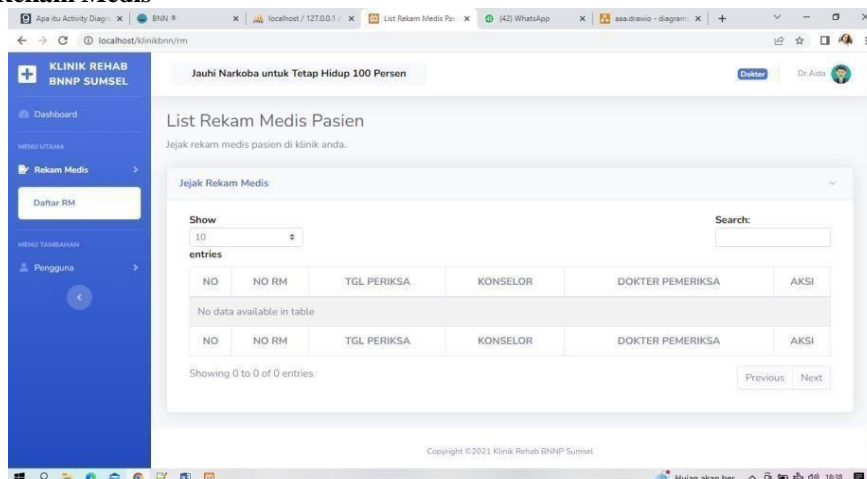 Rekam Medis
Apa itu Activity Diagr
BNN
localhost / 127.0.0.1 /
List Rekam Medis Pas
(42) WhatsApp
aaa.drawio - diagram
localhost/klinikbnn/rm
KLINIK REHAB
BNNP SUMSEL
Jauhi Narkoba untuk Tetap Hidup 100 Persen
Dokter
Dr.Aida
Dashboard
MENU UTAMA
Rekam Medis
Daftar RM
MENU TAMBAHAN
Pengguna
List Rekam Medis Pasien
Jejak rekam medis pasien di klinik anda.
Jejak Rekam Medis
Show
10
entries
Search:
NO NO RM TGL PERIKSA KONSELOR DOKTER PEMERIKSA AKSI
No data available in table
NO NO RM TGL PERIKSA KONSELOR DOKTER PEMERIKSA AKSI
Showing 0 to 0 of 0 entries
Previous Next
Copyright ©2021 Klinik Rehab BNNP Sumsel
Hujan akan ber
18:38